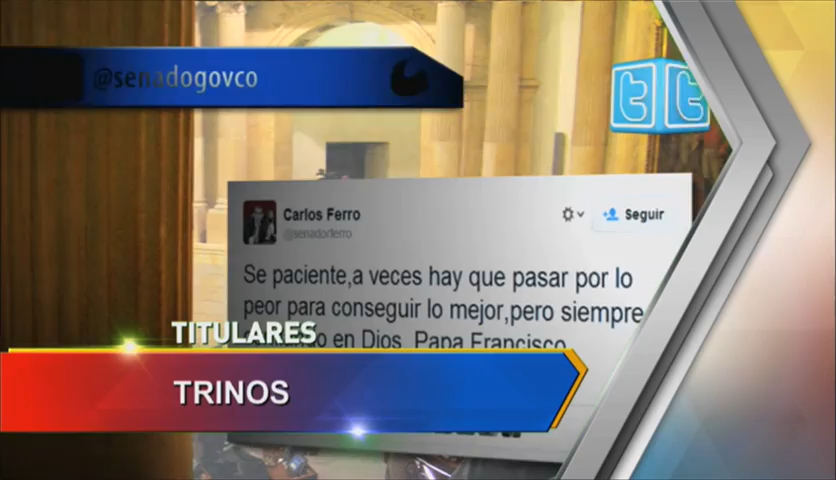 @senadogovco
Carlos Ferro
@senadorferro
Seguir
Se paciente,a veces hay que pasar por lo
peor para conseguir lo mejor,pero siempre
en Dios Papa Francisco
TITULARES
TRINOS